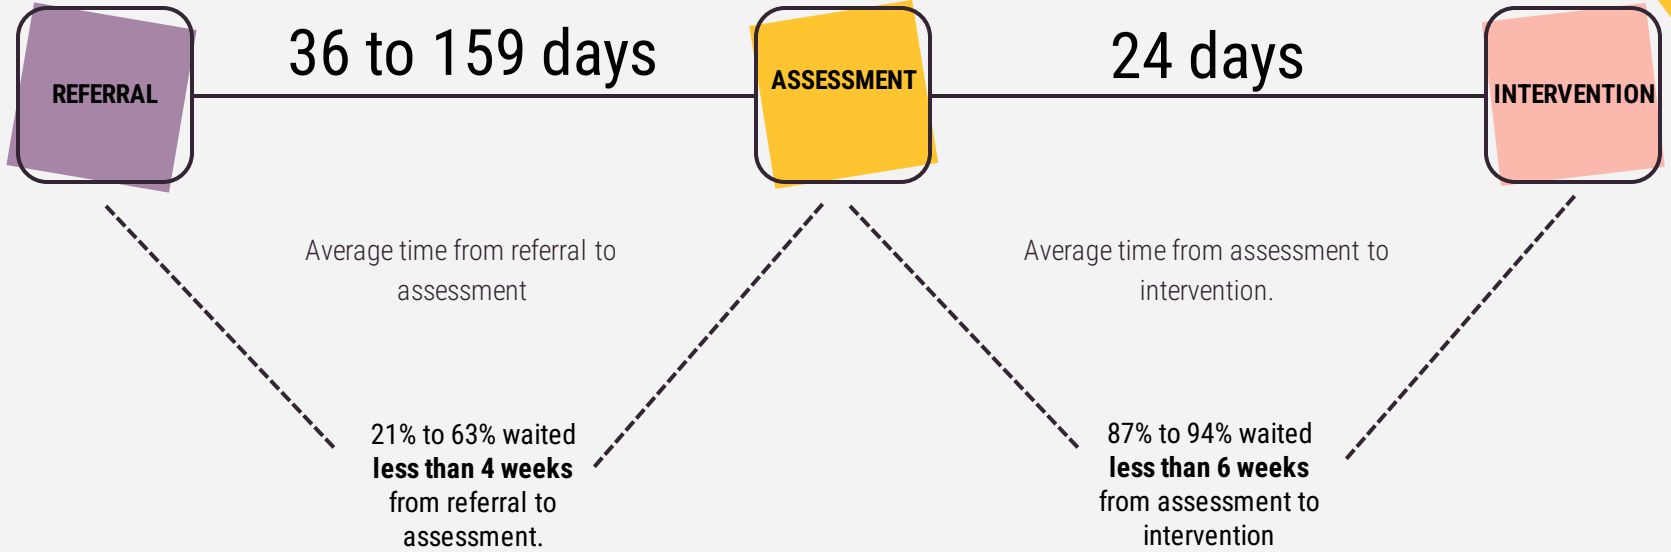 REFERRAL
36 to 159 days
ASSESSMENT
24 days
INTERVENTION
Average time from referral to
assessment
Average time from assessment to
intervention.
21% to 63% waited
less than 4 weeks
from referral to
assessment.
87% to 94% waited
less than 6 weeks
from assessment to
intervention